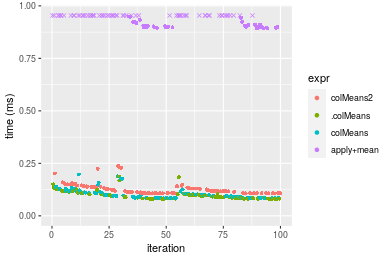 1.00
0.75
0.50
0.25
0.00
time (ms)
0
25
50
75
100
iteration
expr
colMeans2
.colMeans
colMeans
apply+mean